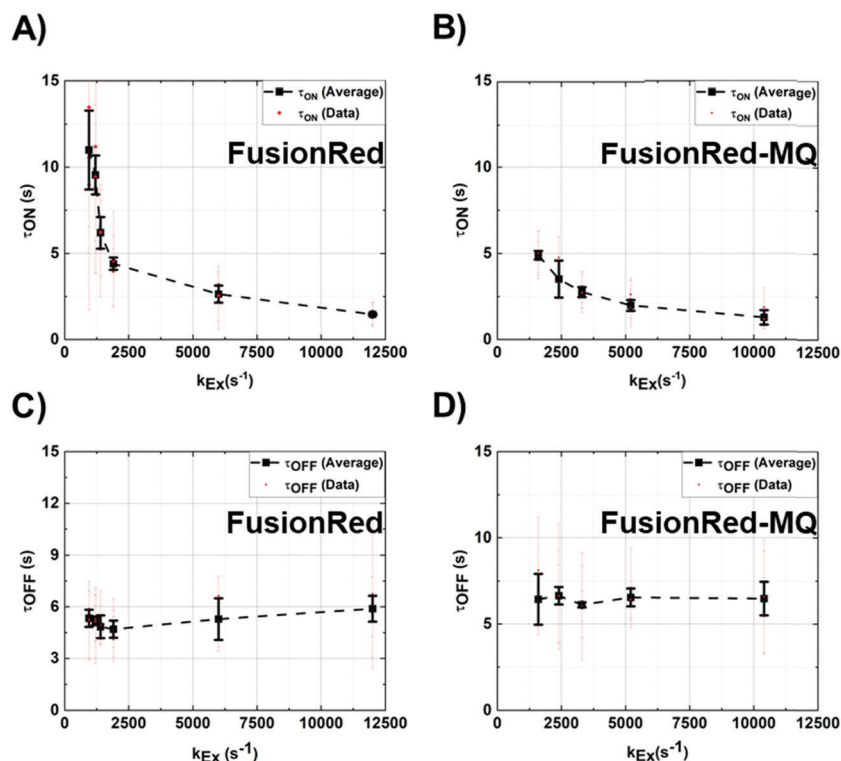 A)
B)
15
10
5
0
τON (s)
τON (Average)
τON (Data)
FusionRed
0 2500 5000 7500 10000 12500
kEx(s-1)
15
10
5
0
τON (s)
τON (Average)
τON (Data)
FusionRed-MQ
0 2500 5000 7500 10000 12500
kEx(s-1)
C)
D)
15
12
9
6
3
0
τOFF (s)
τOFF (Average)
τOFF (Data)
FusionRed
0 2500 5000 7500 10000 12500
kEx(s-1)
15
10
5
0
τOFF (s)
τOFF (Average)
τOFF (Data)
FusionRed-MQ
0 2500 5000 7500 10000 12500
kEx(s-1)